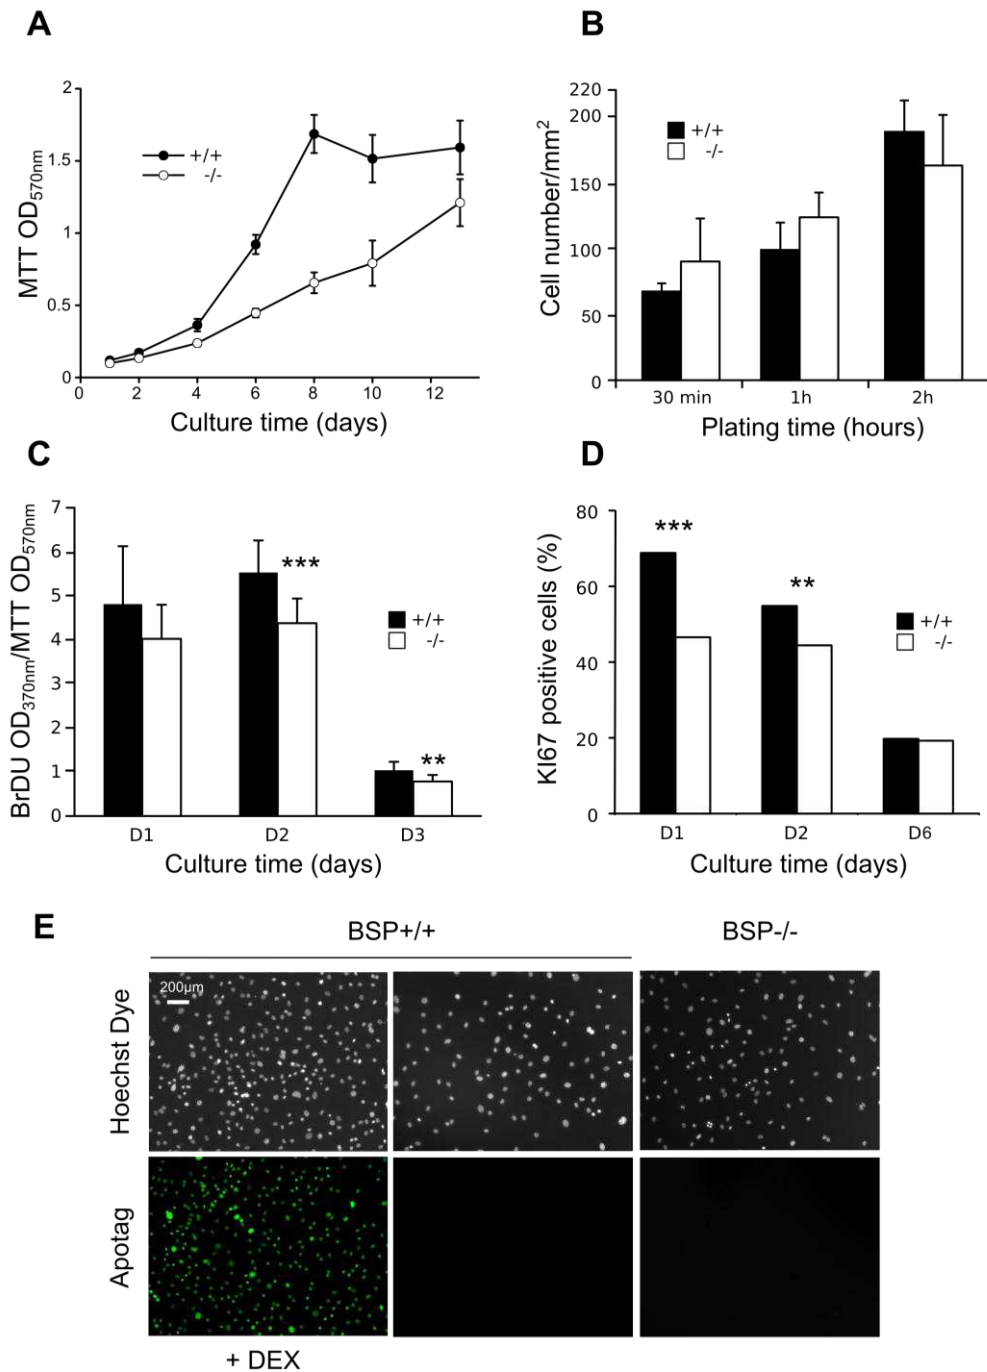 A
MTT OD570nm
2
1.5
1
0.5
0
+/+
-/-
0 2 4 6 8 10 12
Culture time (days)
B
Cell number/mm2
220
200
150
100
50
0
+/+
-/-
30 min 1h 2h
Plating time (hours)
C
BrDU OD370nm/MTT OD570nm
7
6
5
4
3
2
1
0
***
**
+/+
-/-
D1 D2 D3
Culture time (days)
D
KI67 positive cells (%)
80
60
40
20
0
***
**
+/+
-/-
D1 D2 D6
Culture time (days)
E
BSP+/+ BSP-/-
Hoechst Dye
200µm
Apotag
+ DEX